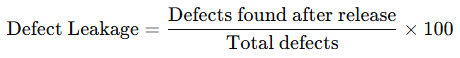 Defect Leakage = Defects found after release / Total defects × 100